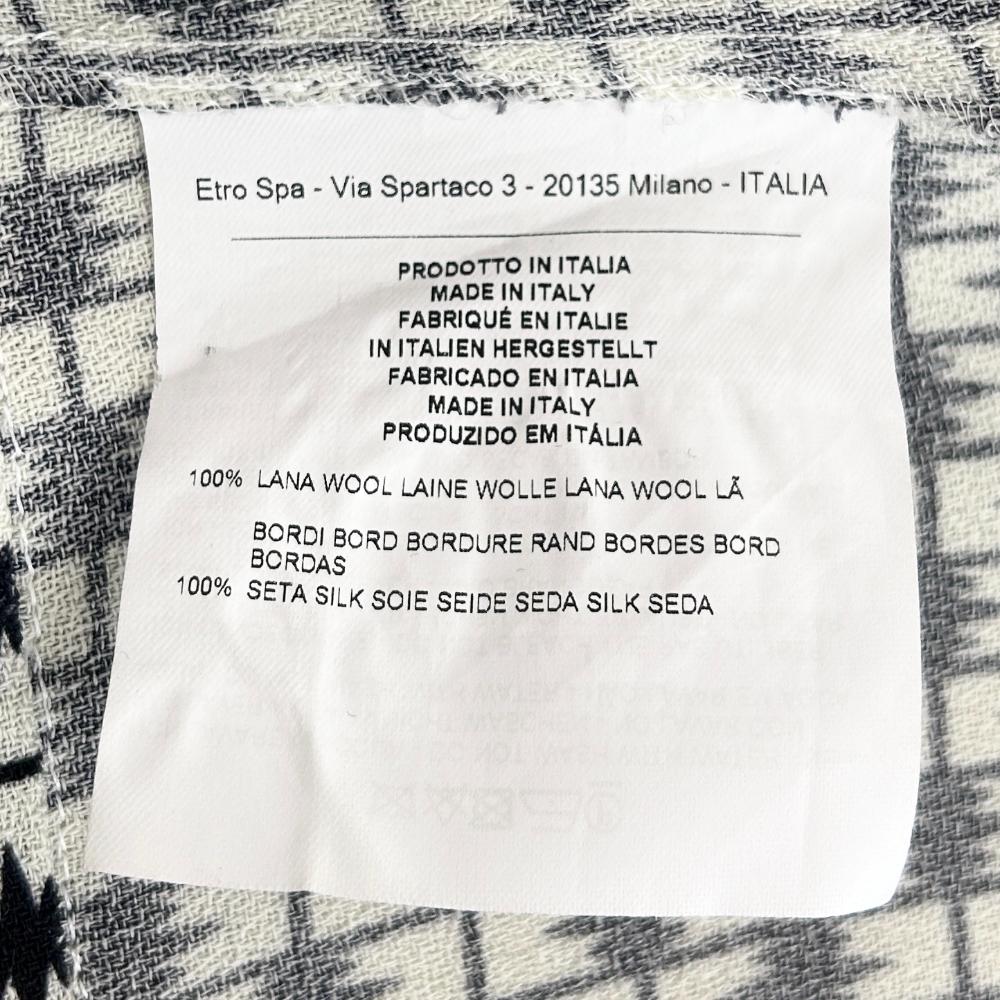 Etro Spa - Via Spartaco 3 - 20135 Milano - ITALIA
PRODOTTO IN ITALIA
MADE IN ITALY
FABRIQUÉ EN ITALIE
IN ITALIEN HERGESTELLT
FABRICADO EN ITALIA
MADE IN ITALY
PRODUZIDO EM ITÁLIA
100% LANA WOOL LAINE WOLLE LANA WOOL LÃ
BORDI BORD BORDURE RAND BORDES BORD
BORDAS
100% SETA SILK SOIE SEIDE SEDA SILK SEDA